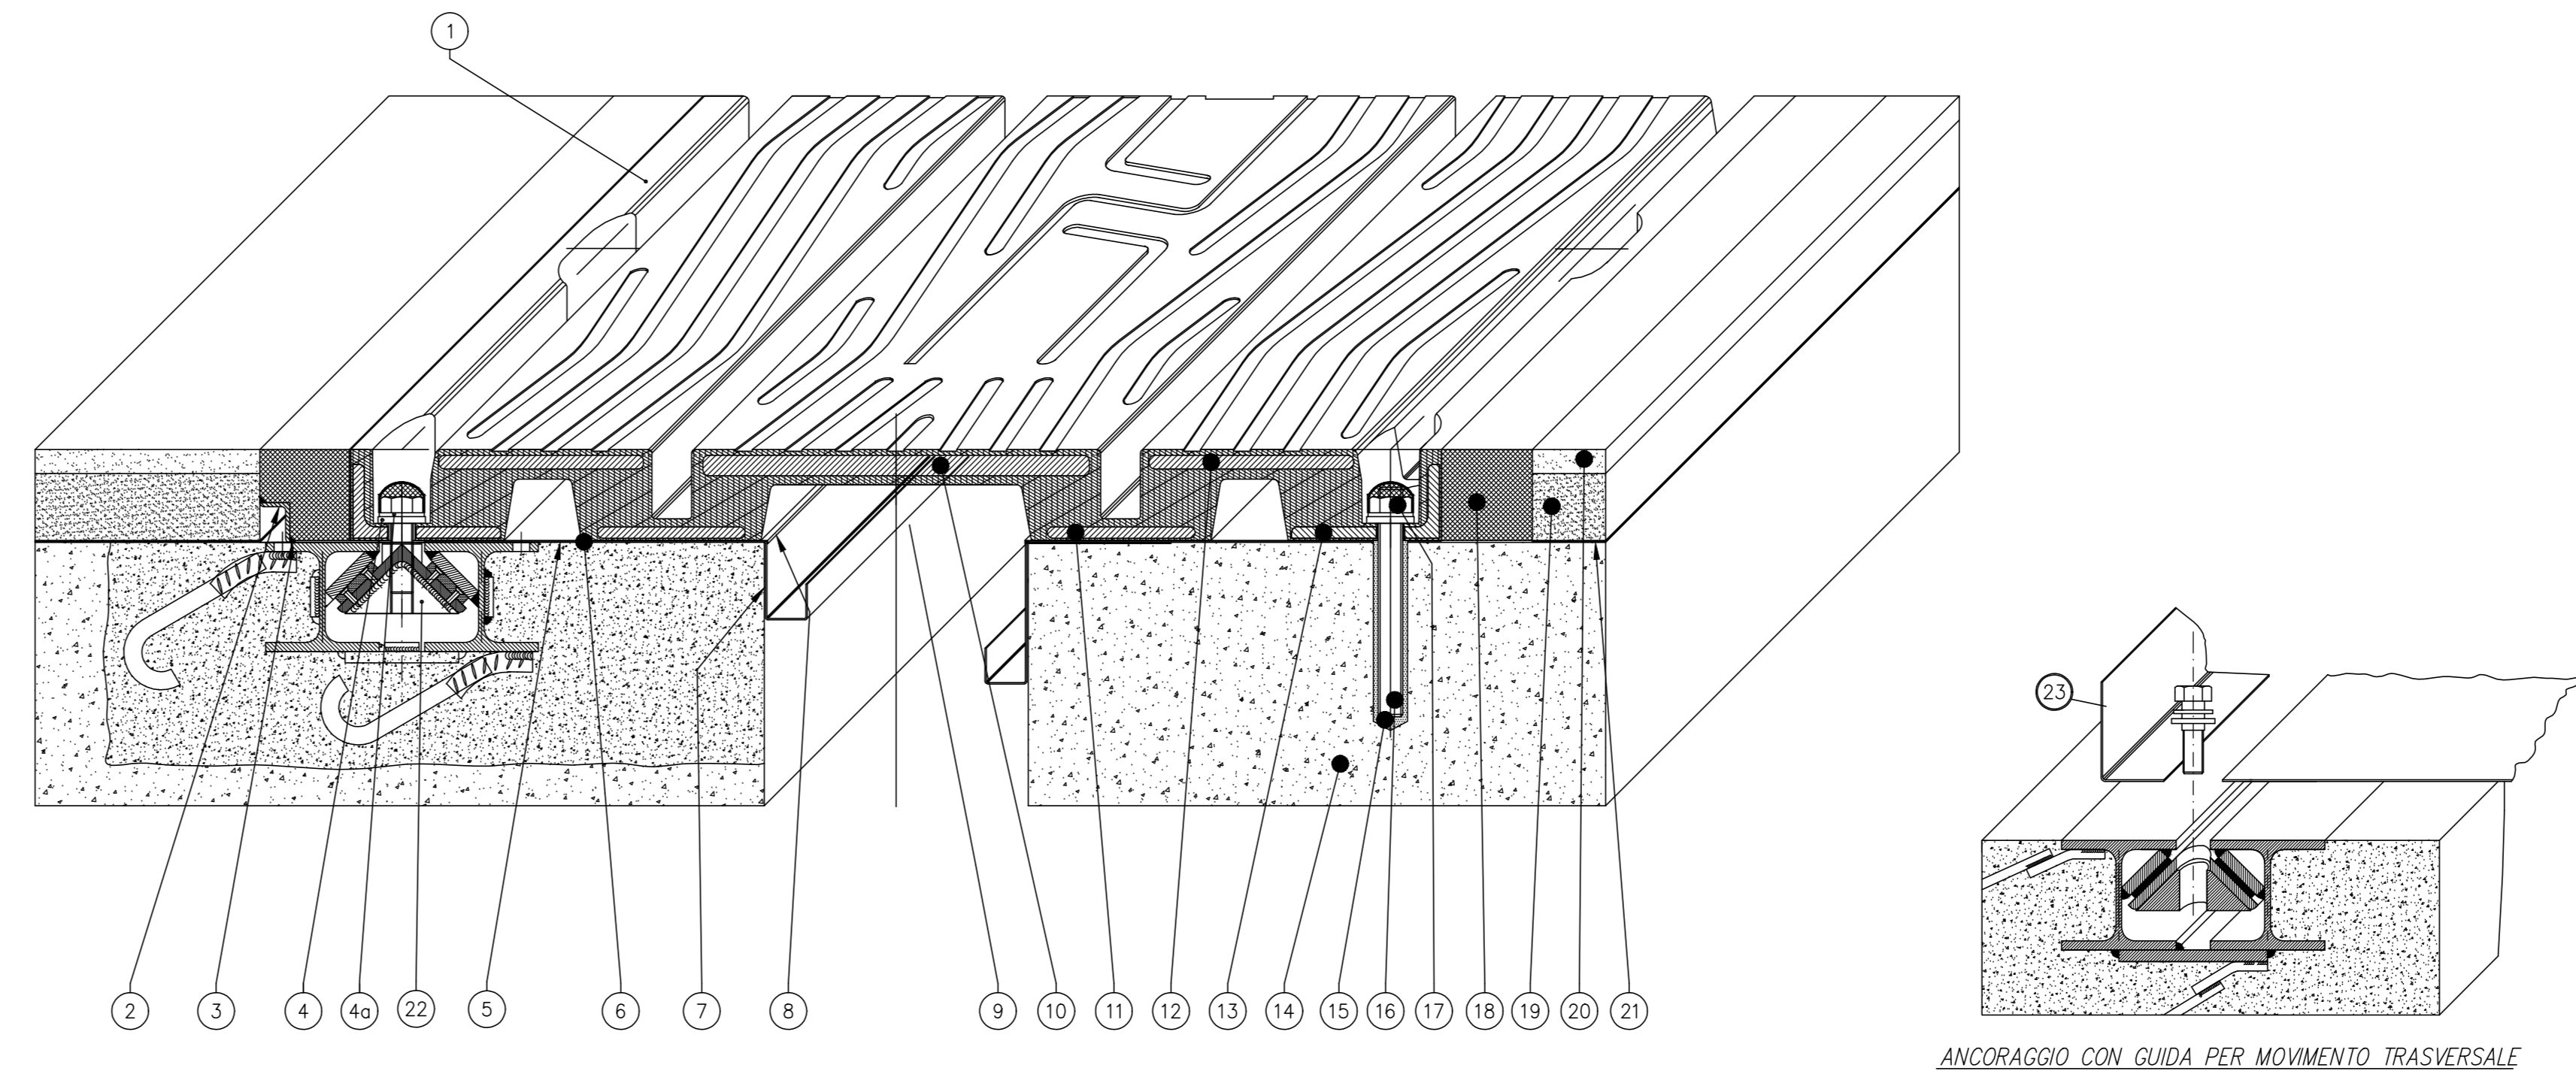 1
23
2 3 4 4a 22 5 6 7 8 9 10 11 12 13 14 15 16 17 18 19 20 21
ANCORAGGIO CON GUIDA PER MOVIMENTO TRASVERSALE